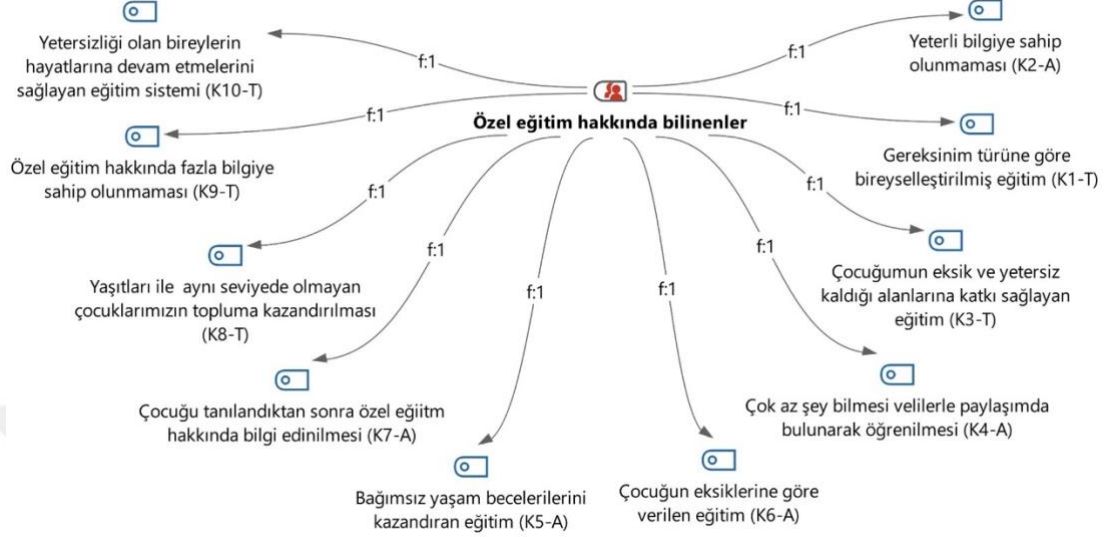 Özel eğitim hakkında bilinenler
f:1
Yeterli bilgiye sahip
olunmaması (K2-A)
f:1
Gereksinim türüne göre
bireyselleştirilmiş eğitim (K1-T)
f:1
Çocuğumun eksik ve yetersiz
kaldığı alanlarına katkı sağlayan
eğitim (K3-T)
f:1
Çok az şey bilmesi velilerle paylaşımda
bulunarak öğrenilmesi (K4-A)
f:1
Çocuğun eksiklerine göre
verilen eğitim (K6-A)
f:1
Bağımsız yaşam becelerilerini
kazandıran eğitim (K5-A)
f:1
Çocuğu tanılandıktan sonra özel eğiitm
hakkında bilgi edinilmesi (K7-A)
f:1
Yaşıtları ile aynı seviyede olmayan
çocuklarımızın topluma kazandırılması
(K8-T)
f:1
Özel eğitim hakkında fazla bilgiye
sahip olunmaması (K9-T)
f:1
Yetersizliği olan bireylerin
hayatlarına devam etmelerini
sağlayan eğitim sistemi (K10-T)